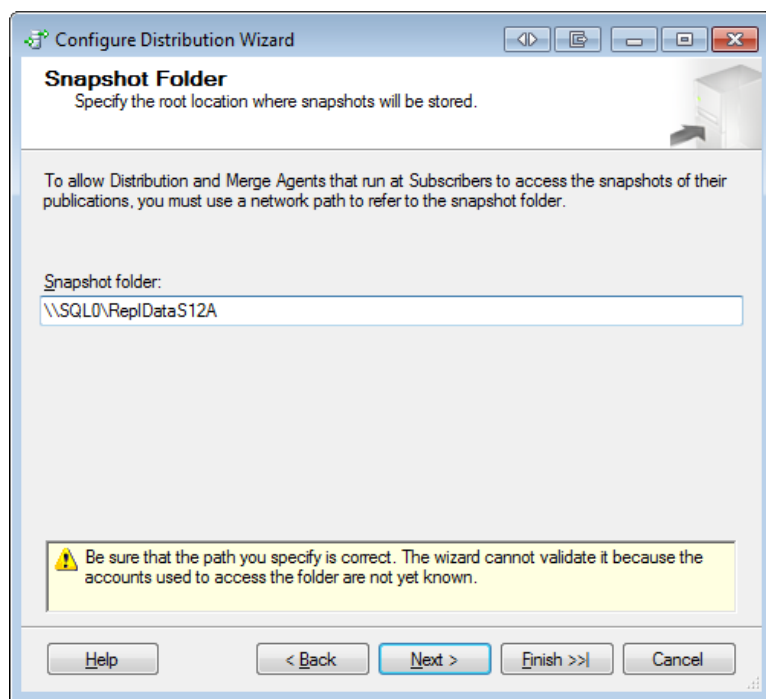 Configure Distribution Wizard
Snapshot Folder
Specify the root location where snapshots will be stored.
To allow Distribution and Merge Agents that run at Subscribers to access the snapshots of their
publications, you must use a network path to refer to the snapshot folder.
Snapshot folder:
\\SQL0\ReplDataS12A
Be sure that the path you specify is correct. The wizard cannot validate it because the
accounts used to access the folder are not yet known.
Help
< Back
Next >
Finish >>|
Cancel